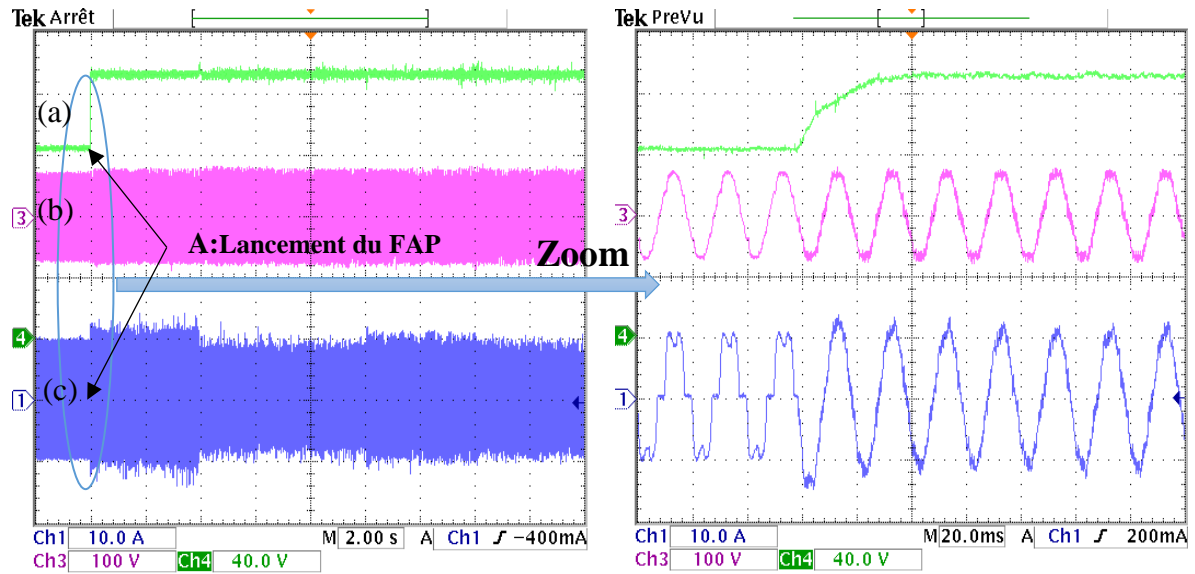 Tek Arrêt
(a)
3
(b)
A:Lancement du FAP
4
(c)
1
Ch1 10.0 A M 2.00 s A Ch1 ∫ −400mA
Ch3 100 V Ch4 40.0 V
Zoom
Tek PreVu
3
4
1
Ch1 10.0 A M 20.0ms A Ch1 ∫ 200mA
Ch3 100 V Ch4 40.0 V